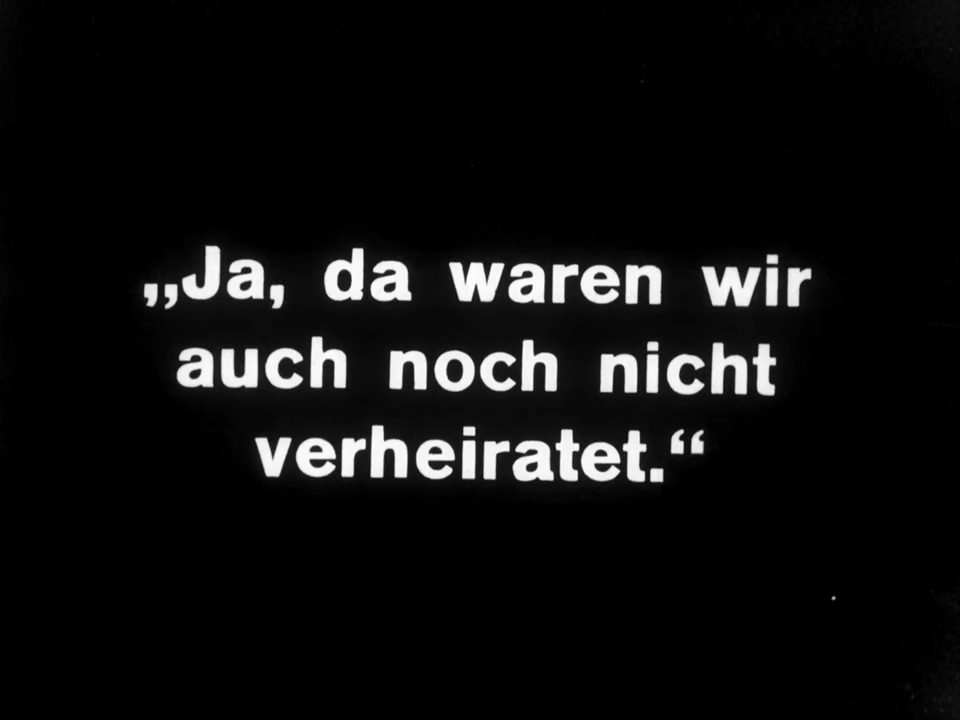 „Ja, da waren wir
auch noch nicht
verheiratet.“